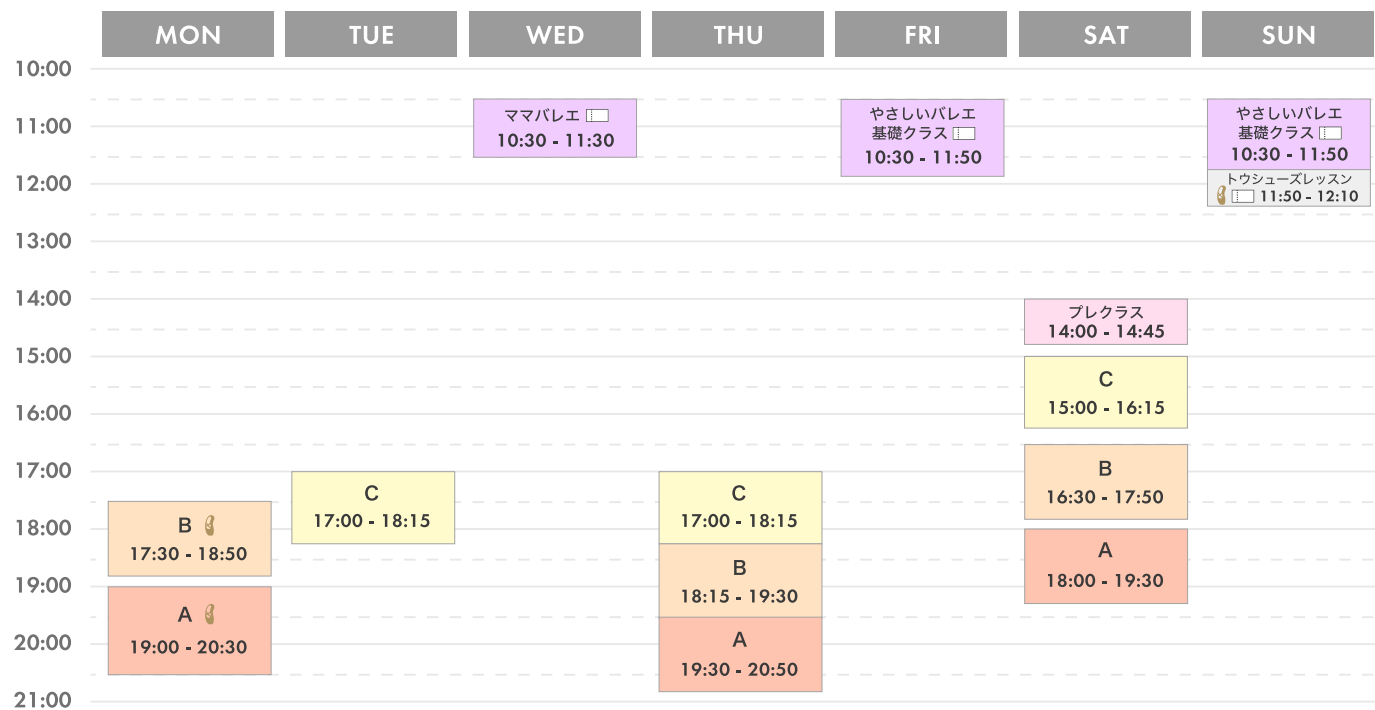 MON TUE WED THU FRI SAT SUN
10:00
11:00
12:00
13:00
14:00
15:00
16:00
17:00
18:00
19:00
20:00
21:00
B
17:30 - 18:50
A
19:00 - 20:30
C
17:00 - 18:15
ママバレエ
10:30 - 11:30
C
17:00 - 18:15
B
18:15 - 19:30
A
19:30 - 20:50
やさしいバレエ
基礎クラス
10:30 - 11:50
プレクラス
14:00 - 14:45
C
15:00 - 16:15
B
16:30 - 17:50
A
18:00 - 19:30
やさしいバレエ
基礎クラス
10:30 - 11:50
トウシューズレッスン
11:50 - 12:10